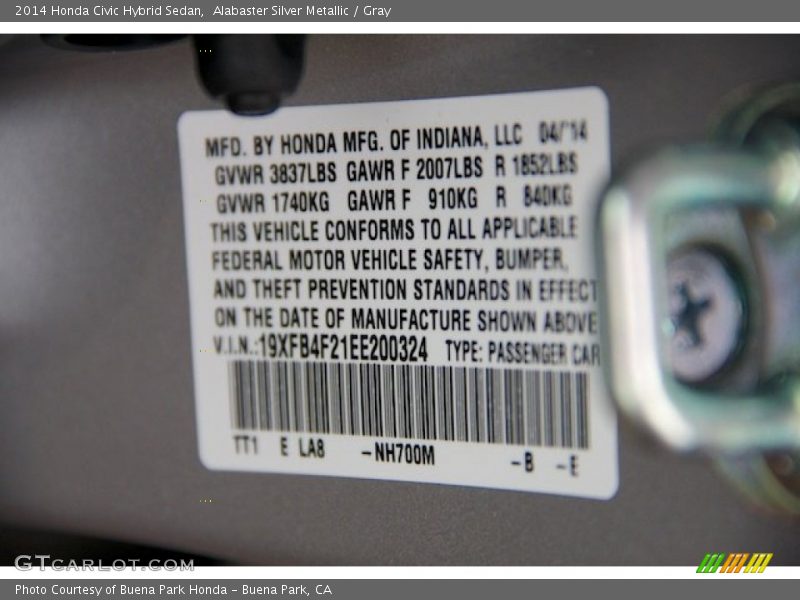 2014 Honda Civic Hybrid Sedan,  Alabaster Silver Metallic / Gray
MFD. BY HONDA MFG. OF INDIANA, LLC 04/'14
GVWR 3837LBS GAWR F 2007LBS R 1852LBS
GVWR 1740KG GAWR F 910KG R 840KG
THIS VEHICLE CONFORMS TO ALL APPLICABLE
FEDERAL MOTOR VEHICLE SAFETY, BUMPER,
AND THEFT PREVENTION STANDARDS IN EFFECT
ON THE DATE OF MANUFACTURE SHOWN ABOVE
V.I.N.:19XFB4F21EE200324 TYPE: PASSENGER CAR
TT1 E LA8 -NH700M -B -E
GTCARLOT.COM
Photo Courtesy of Buena Park Honda - Buena Park, CA